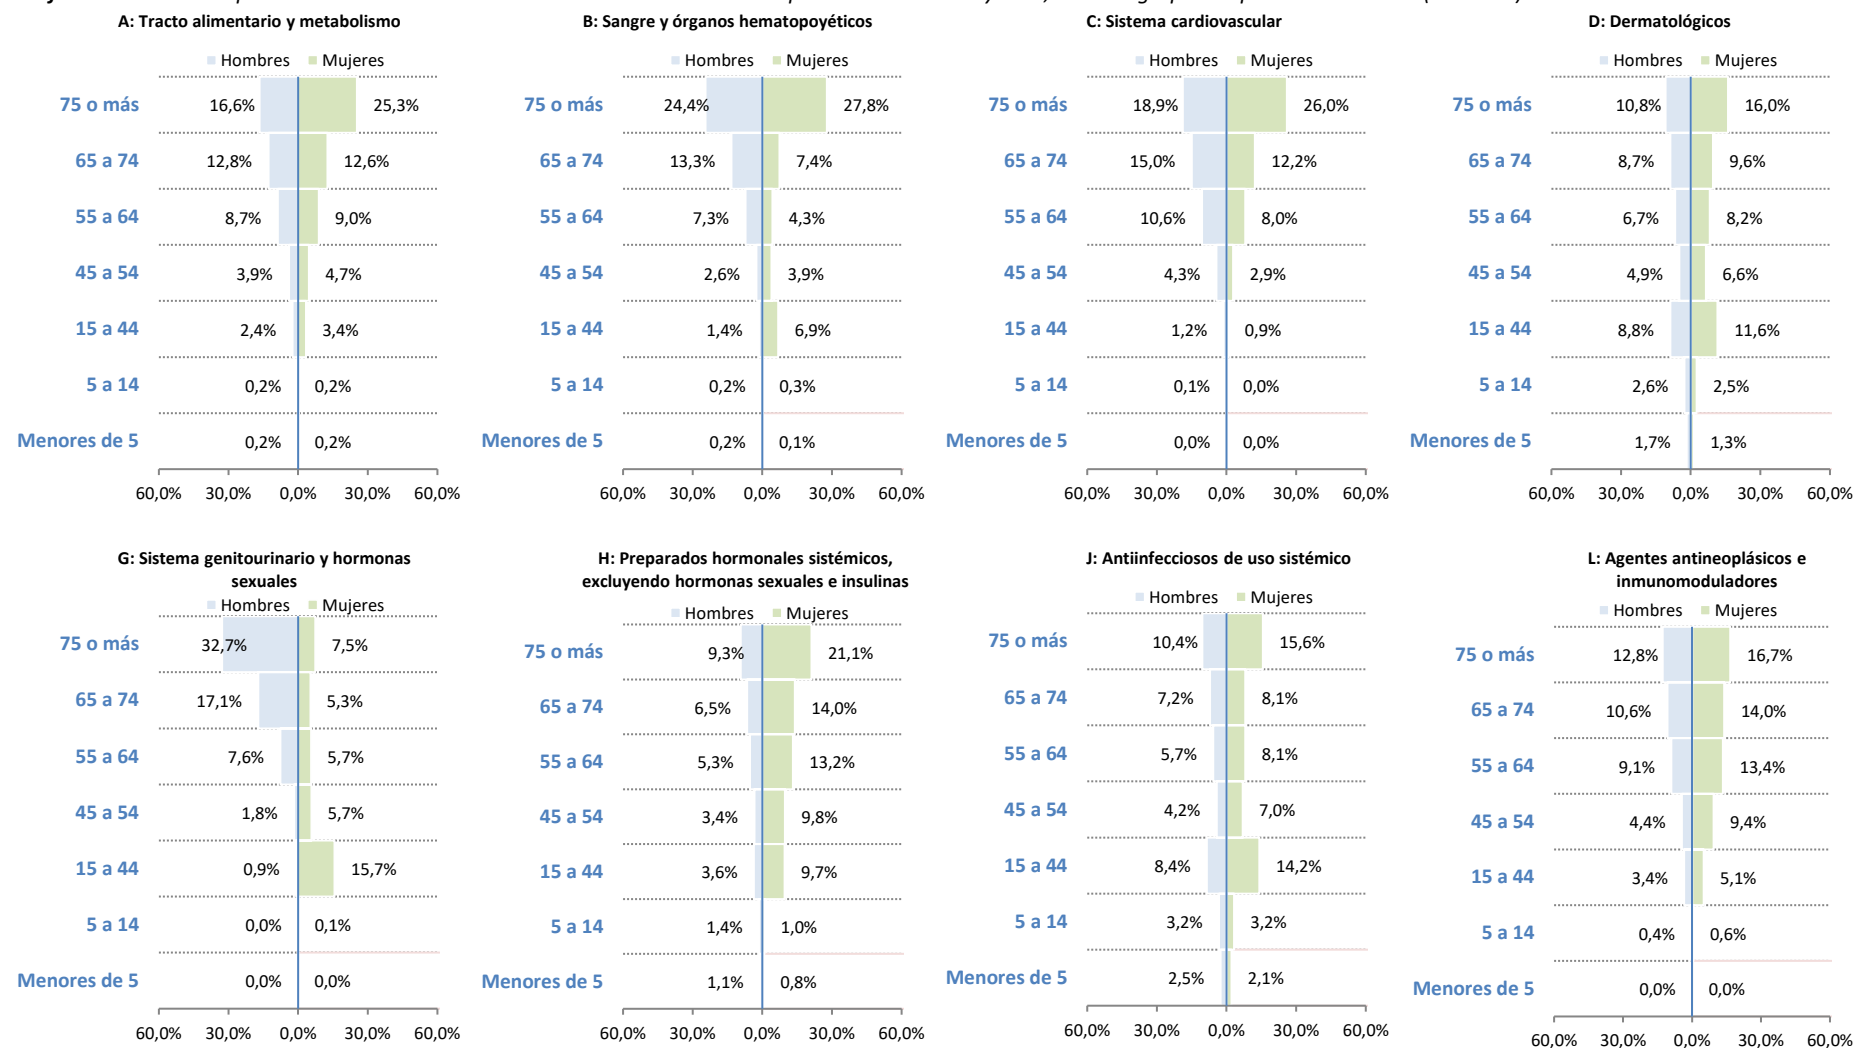 A: Tracto alimentario y metabolismo
Hombres Mujeres
75 o más 16,6% 25,3%
65 a 74 12,8% 12,6%
55 a 64 8,7% 9,0%
45 a 54 3,9% 4,7%
15 a 44 2,4% 3,4%
5 a 14 0,2% 0,2%
Menores de 5 0,2% 0,2%
60,0% 30,0% 0,0% 30,0% 60,0%
B: Sangre y órganos hematopoyéticos
Hombres Mujeres
75 o más 24,4% 27,8%
65 a 74 13,3% 7,4%
55 a 64 7,3% 4,3%
45 a 54 2,6% 3,9%
15 a 44 1,4% 6,9%
5 a 14 0,2% 0,3%
Menores de 5 0,2% 0,1%
60,0% 30,0% 0,0% 30,0% 60,0%
C: Sistema cardiovascular
Hombres Mujeres
75 o más 18,9% 26,0%
65 a 74 15,0% 12,2%
55 a 64 10,6% 8,0%
45 a 54 4,3% 2,9%
15 a 44 1,2% 0,9%
5 a 14 0,1% 0,0%
Menores de 5 0,0% 0,0%
60,0% 30,0% 0,0% 30,0% 60,0%
D: Dermatológicos
Hombres Mujeres
75 o más 10,8% 16,0%
65 a 74 8,7% 9,6%
55 a 64 6,7% 8,2%
45 a 54 4,9% 6,6%
15 a 44 8,8% 11,6%
5 a 14 2,6% 2,5%
Menores de 5 1,7% 1,3%
60,0% 30,0% 0,0% 30,0% 60,0%
G: Sistema genitourinario y hormonas
sexuales
Hombres Mujeres
75 o más 32,7% 7,5%
65 a 74 17,1% 5,3%
55 a 64 7,6% 5,7%
45 a 54 1,8% 5,7%
15 a 44 0,9% 15,7%
5 a 14 0,0% 0,1%
Menores de 5 0,0% 0,0%
60,0% 30,0% 0,0% 30,0% 60,0%
H: Preparados hormonales sistémicos,
excluyendo hormonas sexuales e insulinas
Hombres Mujeres
75 o más 9,3% 21,1%
65 a 74 6,5% 14,0%
55 a 64 5,3% 13,2%
45 a 54 3,4% 9,8%
15 a 44 3,6% 9,7%
5 a 14 1,4% 1,0%
Menores de 5 1,1% 0,8%
60,0% 30,0% 0,0% 30,0% 60,0%
J: Antiinfecciosos de uso sistémico
Hombres Mujeres
75 o más 10,4% 15,6%
65 a 74 7,2% 8,1%
55 a 64 5,7% 8,1%
45 a 54 4,2% 7,0%
15 a 44 8,4% 14,2%
5 a 14 3,2% 3,2%
Menores de 5 2,5% 2,1%
60,0% 30,0% 0,0% 30,0% 60,0%
L: Agentes antineoplásicos e
inmunomoduladores
Hombres Mujeres
75 o más 12,8% 16,7%
65 a 74 10,6% 14,0%
55 a 64 9,1% 13,4%
45 a 54 4,4% 9,4%
15 a 44 3,4% 5,1%
5 a 14 0,4% 0,6%
Menores de 5 0,0% 0,0%
60,0% 30,0% 0,0% 30,0% 60,0%